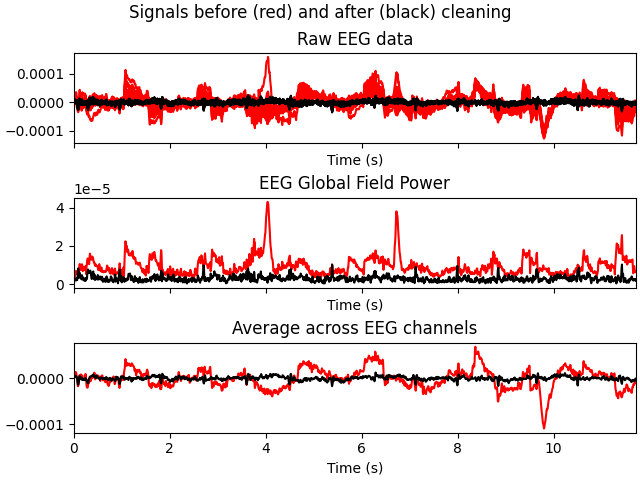 Signals before (red) and after (black) cleaning
Raw EEG data
0.0001
0.0000
−0.0001
Time (s)
EEG Global Field Power
1e−5
4
2
0
Time (s)
Average across EEG channels
0.0000
−0.0001
0 2 4 6 8 10
Time (s)